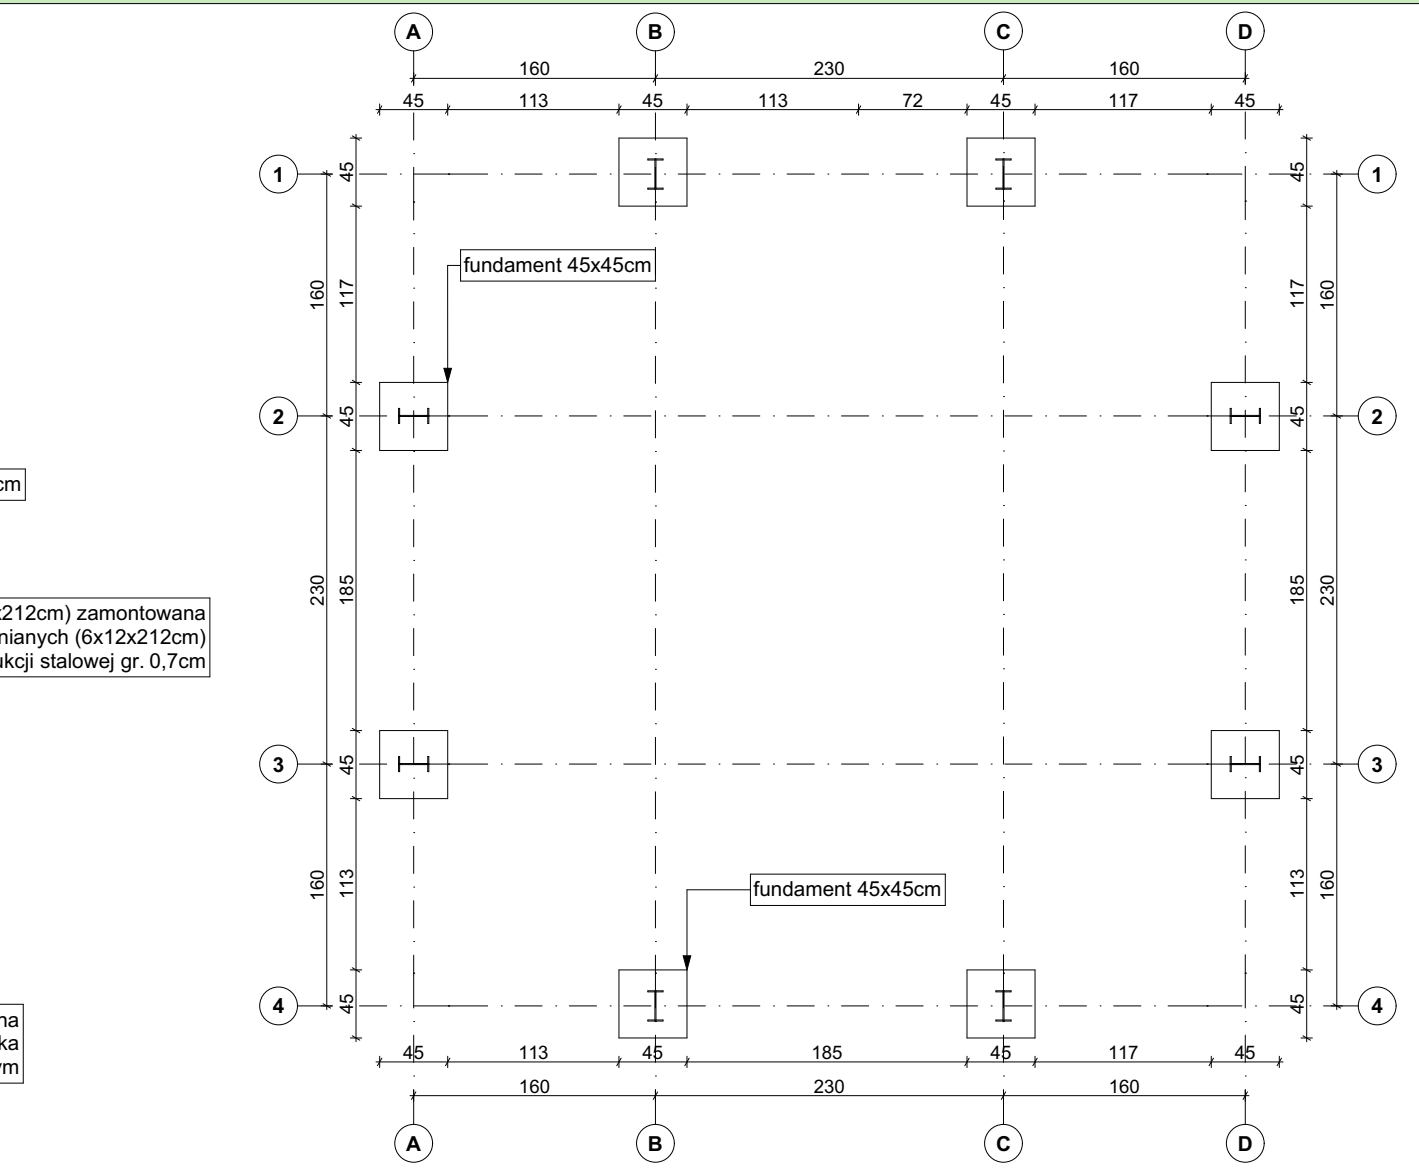 A B C D
160 230 160
45 113 45 113 72 45 117 45
1 45 45 1
fundament 45x45cm
160 117 117 160
2 45 45 2
cm
230 185 185 230
x212cm) zamontowana
nianych (6x12x212cm)
ukcji stalowej gr. 0,7cm
3 45 45 3
160 113 113 160
fundament 45x45cm
4 45 45 4
na
ka
ym
45 113 45 185 45 117 45
160 230 160
A B C D